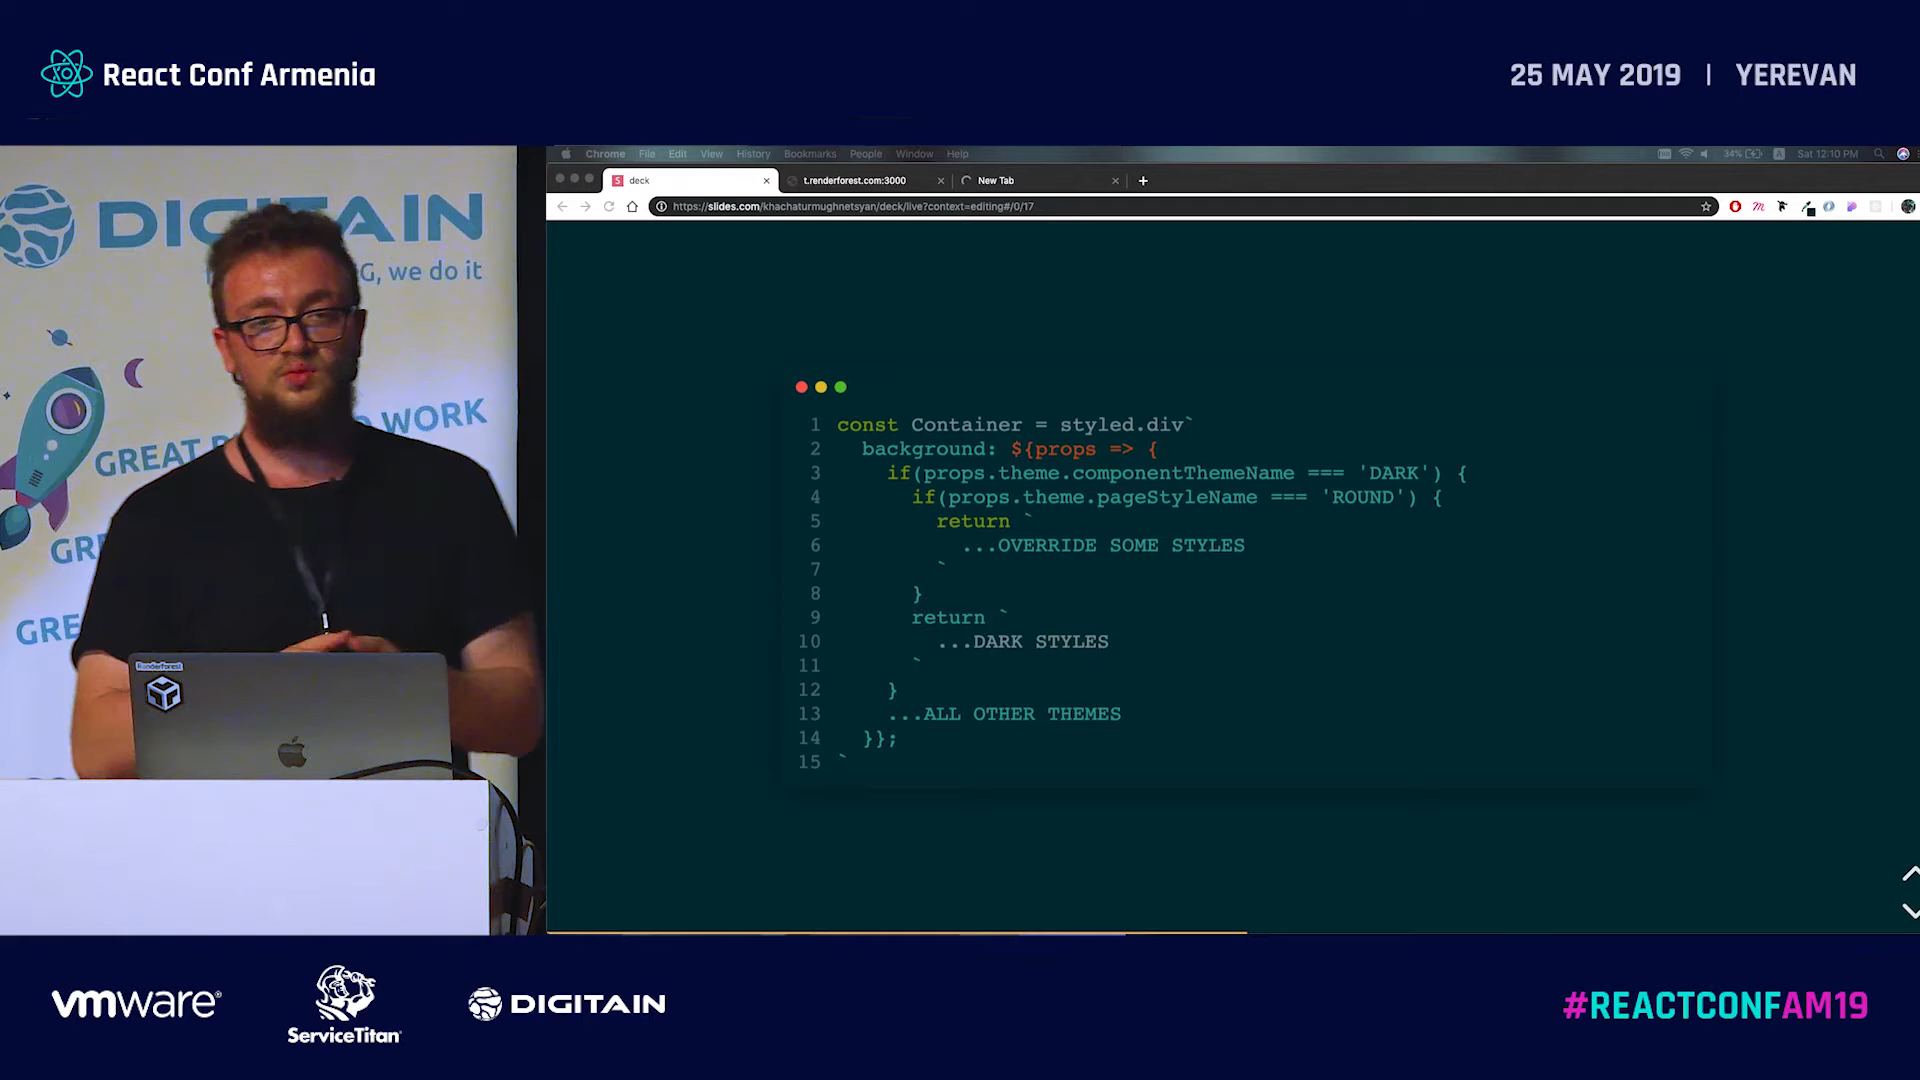 React Conf Armenia
25 MAY 2019 | YEREVAN
Chrome File Edit View History Bookmarks People Window Help
34% Sat 12:10 PM
deck
t.renderforest.com:3000
New Tab
https://slides.com/khachaturmughnetsyan/deck/live?context=editing#/0/17
DIGITAIN
G, we do it
WORK
GREAT
GRE
Renderforest
1 const Container = styled.div`
2 background: ${props => {
3 if(props.theme.componentThemeName === 'DARK') {
4 if(props.theme.pageStyleName === 'ROUND') {
5 return `
6 ...OVERRIDE SOME STYLES
7 `
8 }
9 return `
10 ...DARK STYLES
11 `
12 }
13 ...ALL OTHER THEMES
14 }};
15 `
vmware®
ServiceTitan
DIGITAIN
#REACTCONFAM19